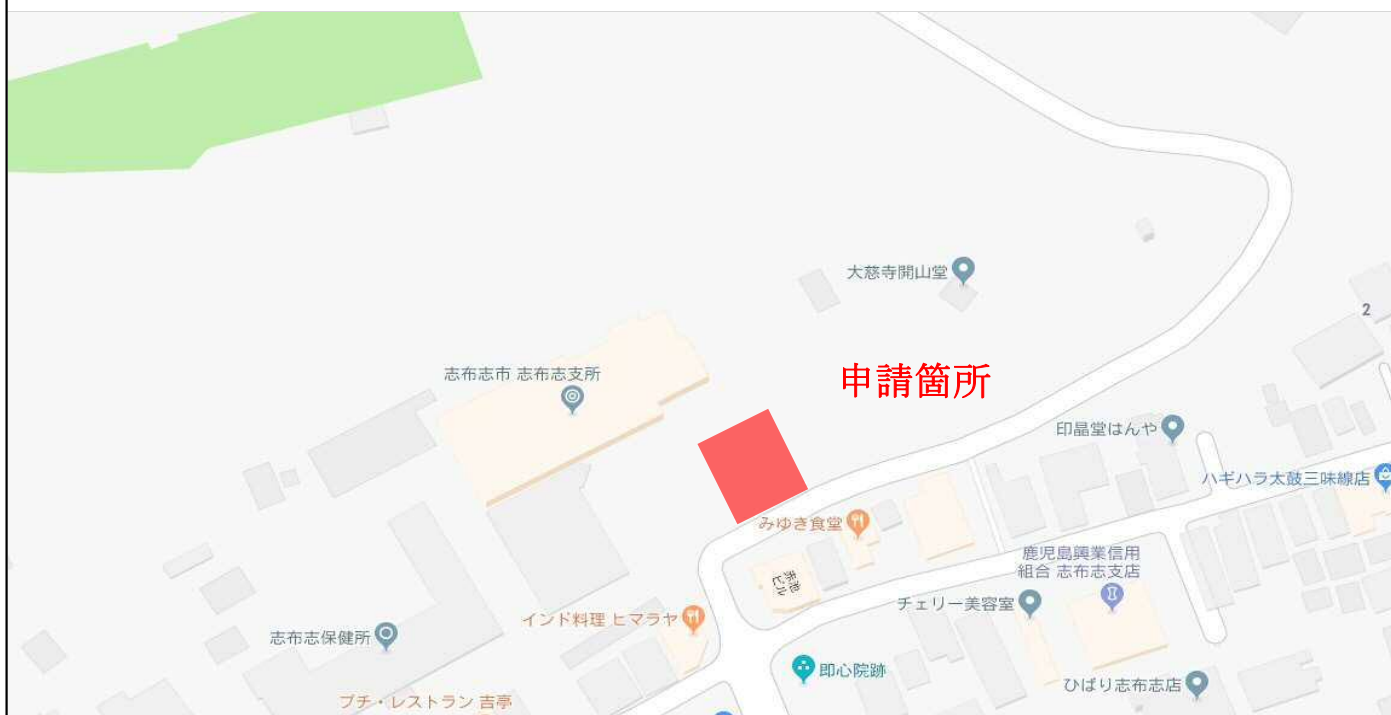 大慈寺開山堂
2
志布志市 志布志支所
申請箇所
印晶堂はんや
ハギハラ太鼓三味線店
みゆき食堂
鹿児島興業信用
組合 志布志支店
チェリー美容室
インド料理 ヒマラヤ
志布志保健所
即心院跡
ひばり志布志店
プチ・レストラン 吉亭